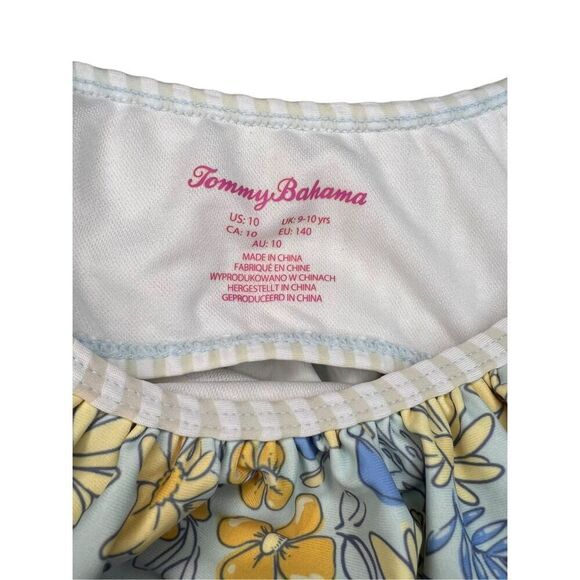 Tommy Bahama
US: 10 UK: 9-10 yrs
CA: 10 EU: 140
AU: 10
MADE IN CHINA
FABRIQUÉ EN CHINE
WYPRODUKOWANO W CHINACH
HERGESTELLT IN CHINA
GEPRODUCEERD IN CHINA